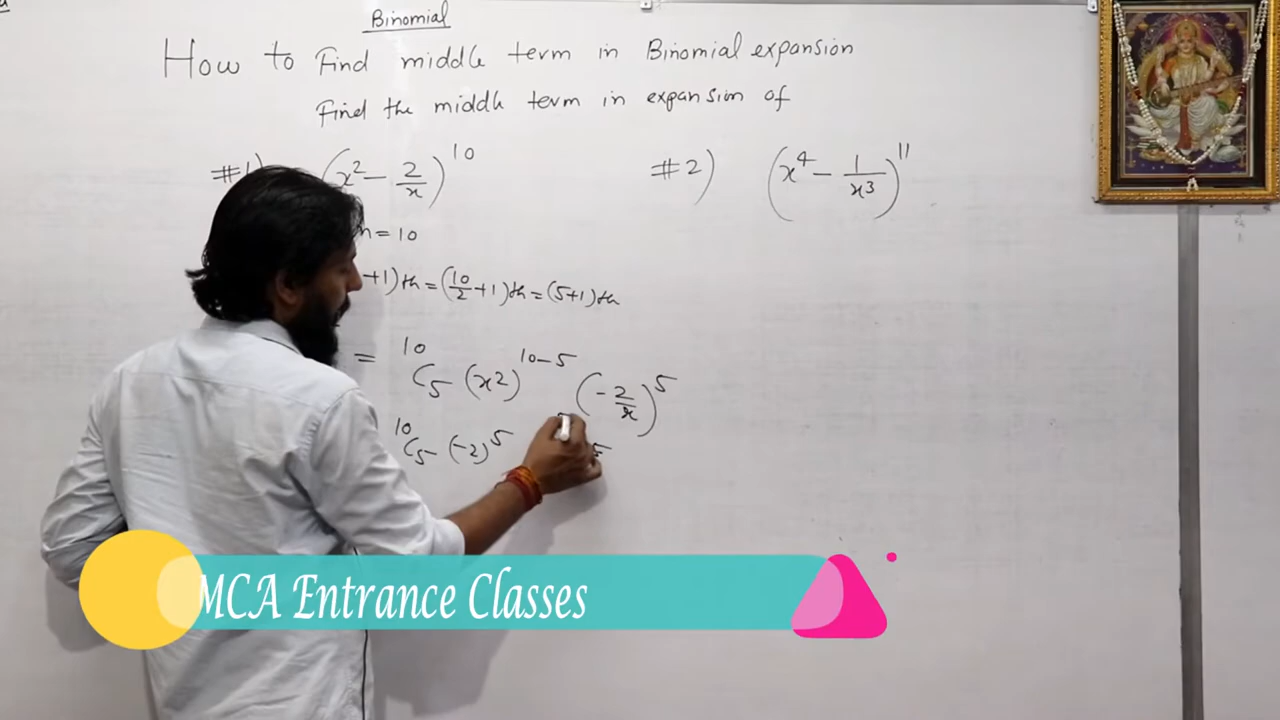 Binomial
How to Find middle term in Binomial expansion
Find the middle term in expansion of
#1) (x² - 2/x)^10
#2) (x⁴ - 1/x³)^11
n = 10
+1)th = (10/2 + 1)th = (5+1)th
= ¹⁰C₅ (x2)^10-5 (-2/x)^5
¹⁰C₅ (-2)^5
5
MCA Entrance Classes